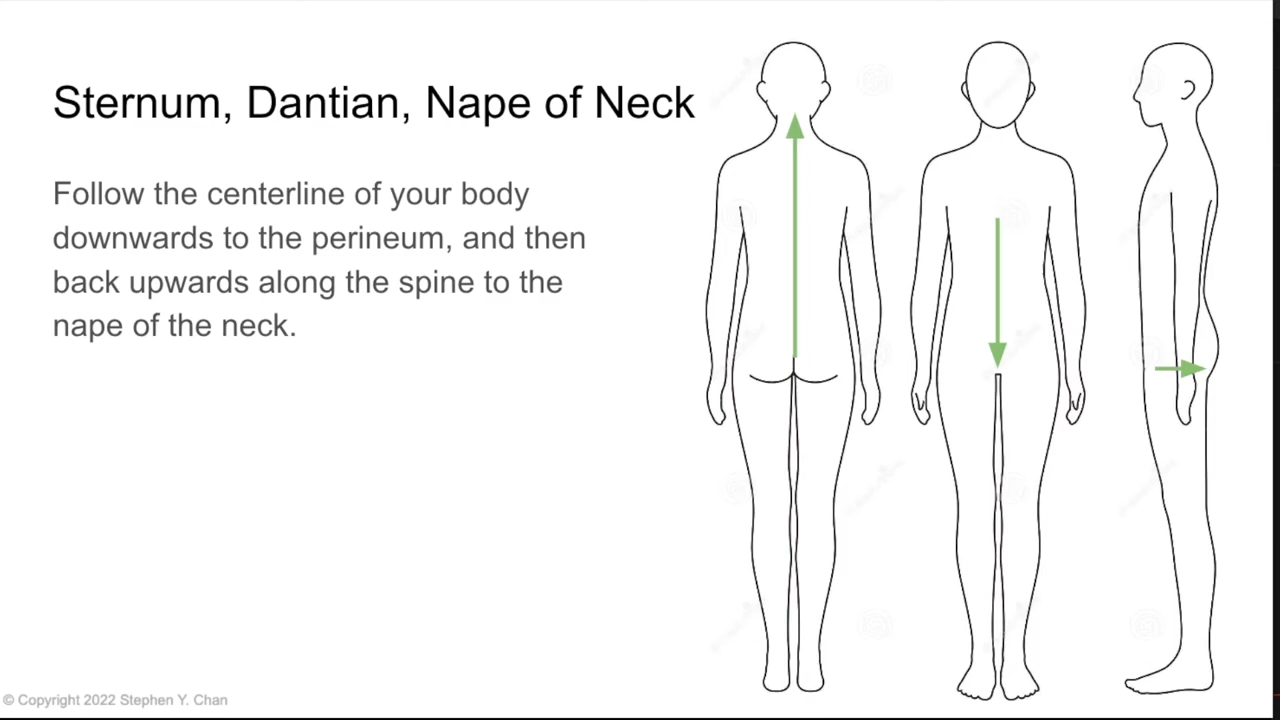 Sternum, Dantian, Nape of Neck
Follow the centerline of your body
downwards to the perineum, and then
back upwards along the spine to the
nape of the neck.
© Copyright 2022 Stephen Y. Chan